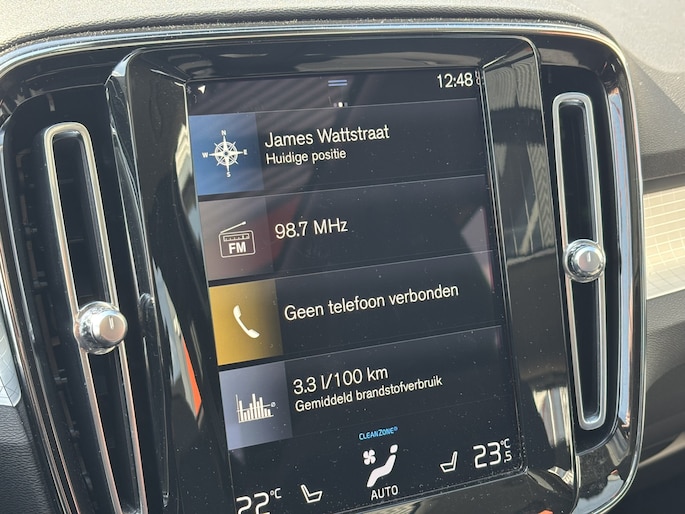 12:48
N
W E
S
James Wattstraat
Huidige positie
FM
98.7 MHz
Geen telefoon verbonden
3.3 l/100 km
Gemiddeld brandstofverbruik
CLEANZONE
22°C
AUTO
23.5°C